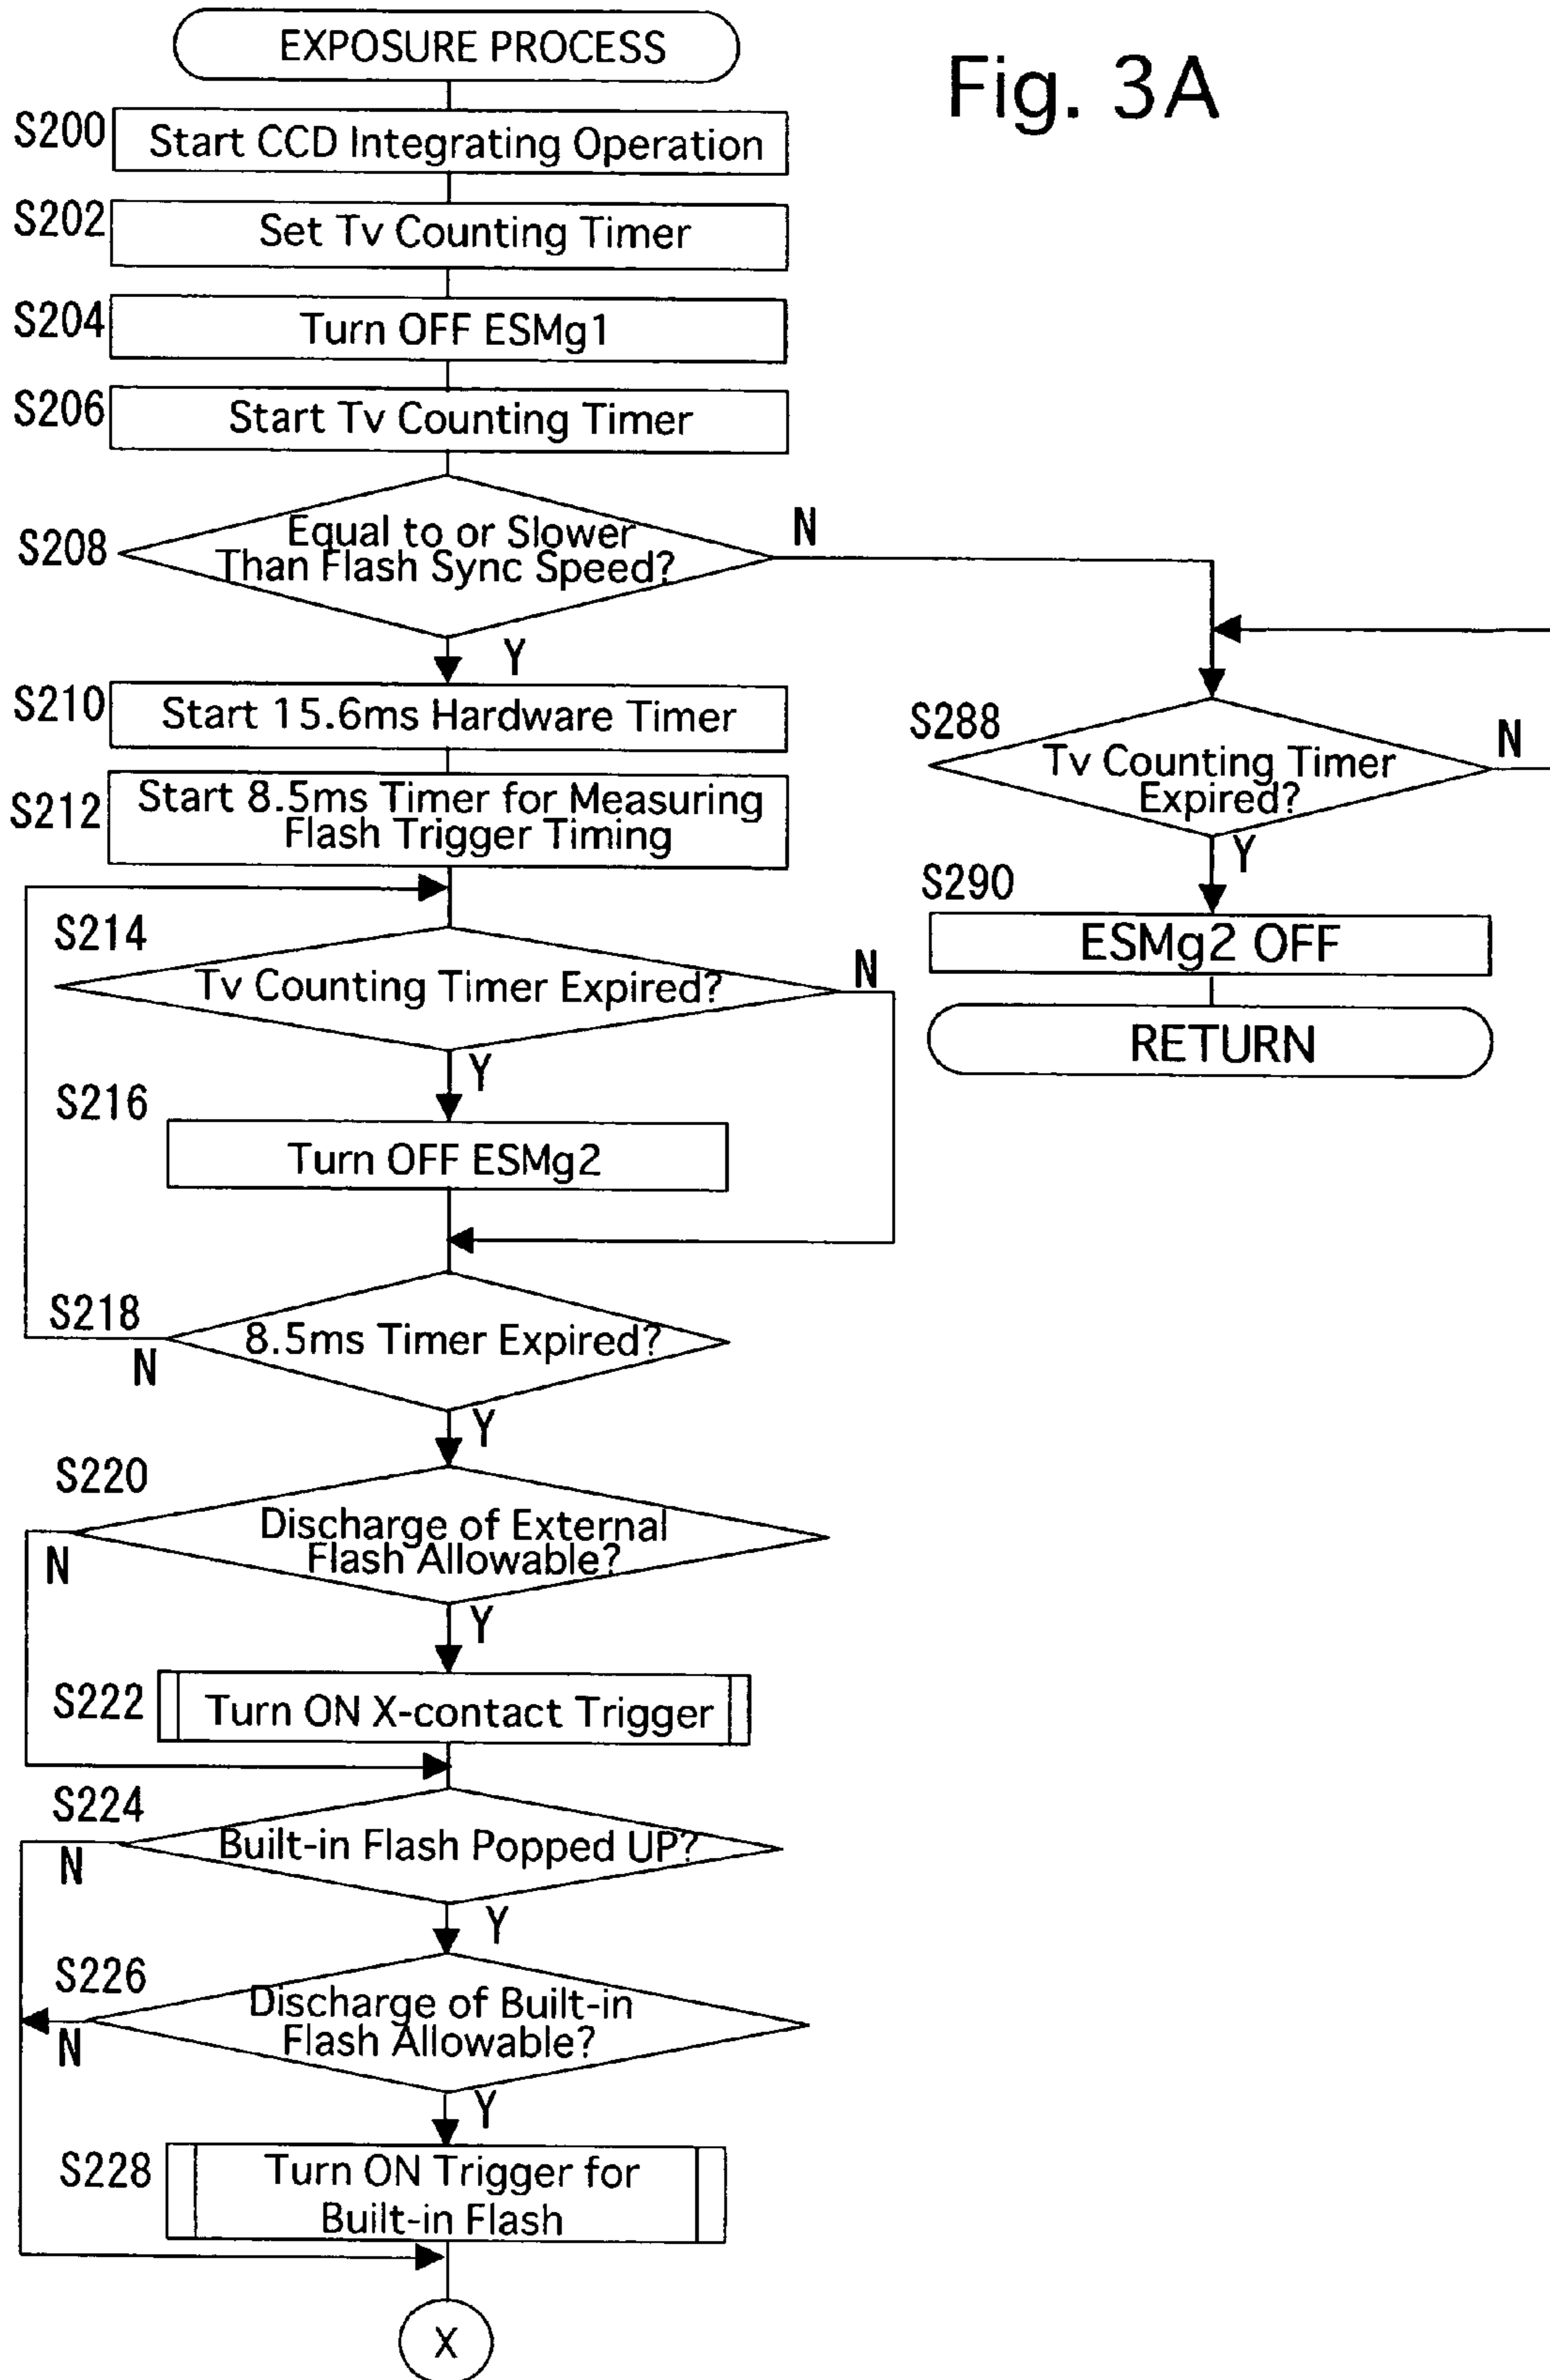 Fig. 3A
EXPOSURE PROCESS
S200
Start CCD Integrating Operation
S202
Set Tv Counting Timer
S204
Turn OFF ESMg1
S206
Start Tv Counting Timer
S208
Equal to or Slower
Than Flash Sync Speed?
N
Y
S210
Start 15.6ms Hardware Timer
S212
Start 8.5ms Timer for Measuring
Flash Trigger Timing
S214
Tv Counting Timer Expired?
N
Y
S216
Turn OFF ESMg2
S218
8.5ms Timer Expired?
N
Y
S220
Discharge of External
Flash Allowable?
N
Y
S222
Turn ON X-contact Trigger
S224
Built-in Flash Popped UP?
N
Y
S226
Discharge of Built-in
Flash Allowable?
N
Y
S228
Turn ON Trigger for
Built-in Flash
X
S288
Tv Counting Timer
Expired?
N
Y
S290
ESMg2 OFF
RETURN